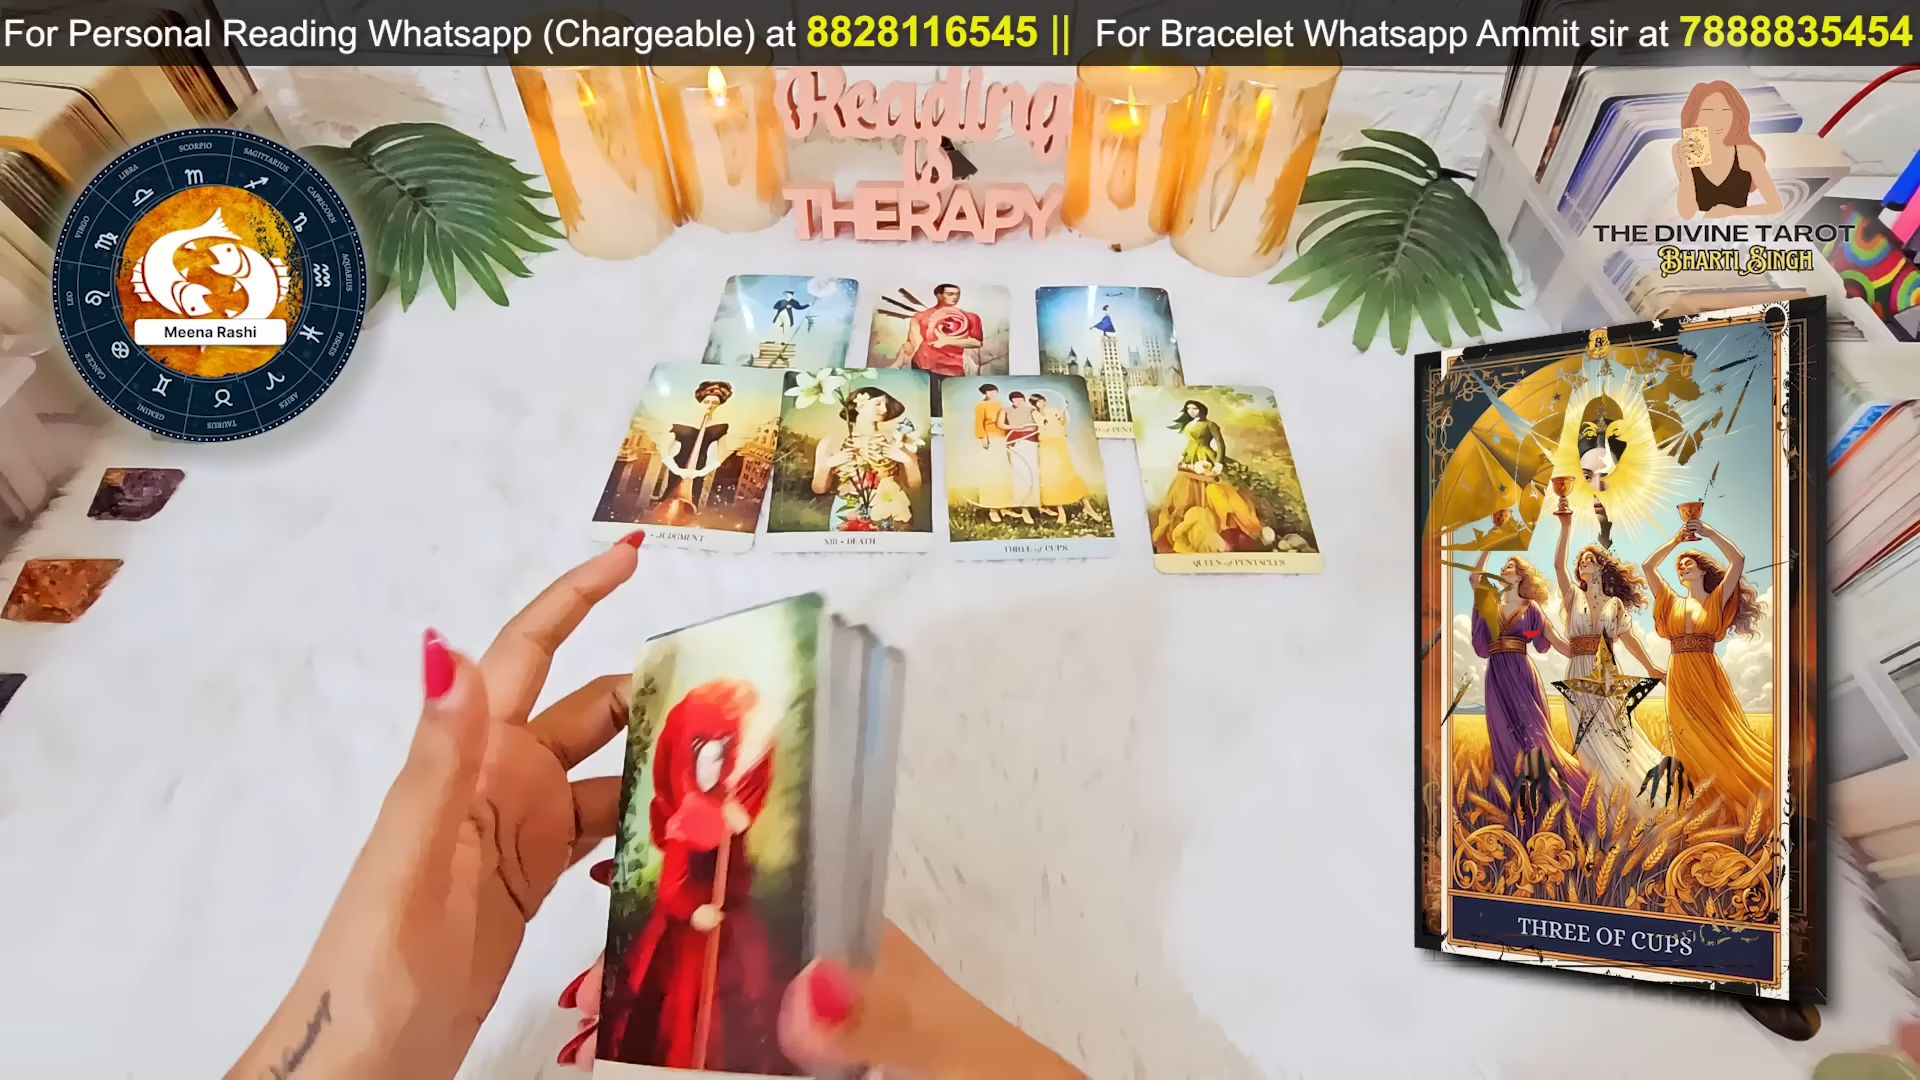 For Personal Reading Whatsapp (Chargeable) at 8828116545 || For Bracelet Whatsapp Ammit sir at 7888835454
Reading
is
THERAPY
SCORPIO
SAGITTARIUS
CAPRICORN
AQUARIUS
PISCES
ARIES
TAURUS
GEMINI
CANCER
LEO
VIRGO
LIBRA
Meena Rashi
THE DIVINE TAROT
BHARTI SINGH
JUDGMENT
XIII • DEATH
THREE of CUPS
QUEEN of PENTACLES
THREE OF CUPS